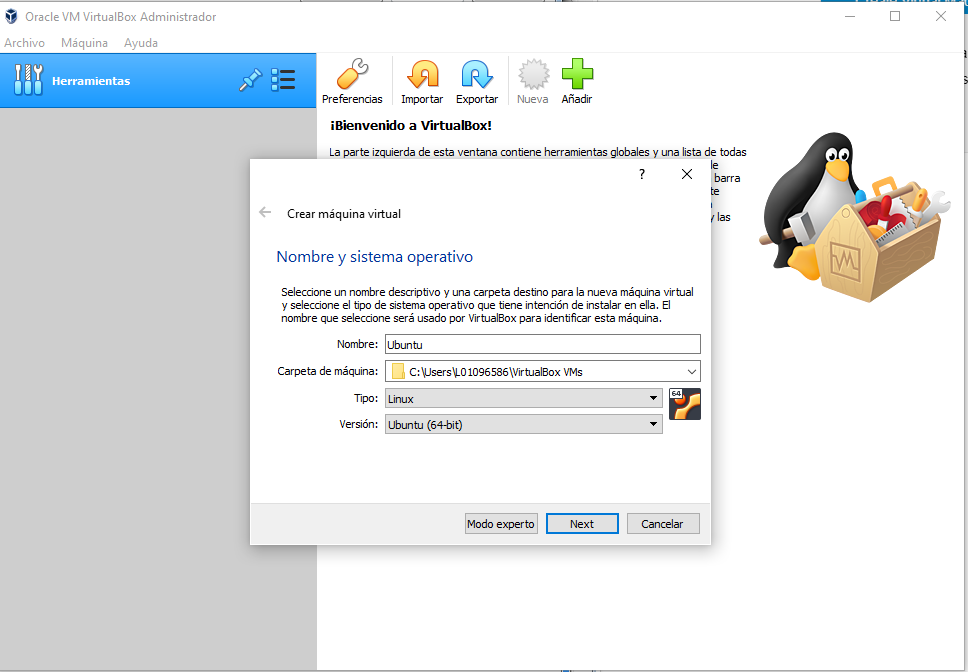 Oracle VM VirtualBox Administrador
Archivo Máquina Ayuda
Herramientas
Preferencias Importar Exportar Nueva Añadir
¡Bienvenido a VirtualBox!
La parte izquierda de esta ventana contiene herramientas globales y una lista de todas
de
barra
te
y las
?
Crear máquina virtual
Nombre y sistema operativo
Seleccione un nombre descriptivo y una carpeta destino para la nueva máquina virtual
y seleccione el tipo de sistema operativo que tiene intención de instalar en ella. El
nombre que seleccione será usado por VirtualBox para identificar esta máquina.
Nombre: Ubuntu
Carpeta de máquina: C:\Users\L01096586\VirtualBox VMs
Tipo: Linux
64
Versión: Ubuntu (64-bit)
Modo experto Next Cancelar